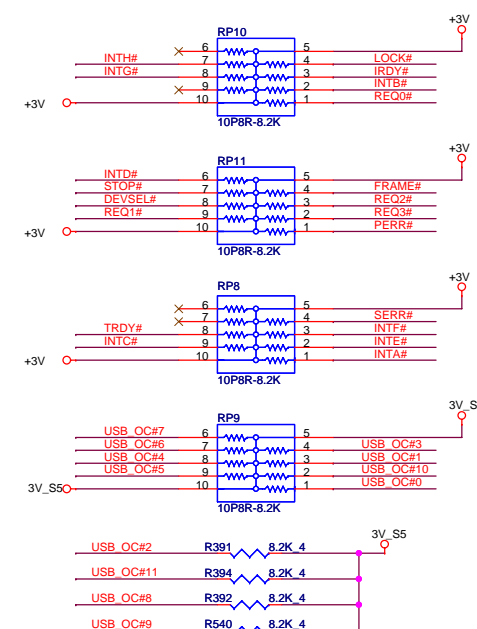 +3V
RP10
6 5
INTH# 7 4 LOCK#
INTG# 8 3 IRDY#
9 2 INTB#
+3V 10 1 REQ0#
10P8R-8.2K
+3V
RP11
INTD# 6 5
STOP# 7 4 FRAME#
DEVSEL# 8 3 REQ2#
REQ1# 9 2 REQ3#
+3V 10 1 PERR#
10P8R-8.2K
+3V
RP8
6 5
7 4 SERR#
TRDY# 8 3 INTF#
INTC# 9 2 INTE#
+3V 10 1 INTA#
10P8R-8.2K
3V_S
RP9
USB_OC#7 6 5
USB_OC#6 7 4 USB_OC#3
USB_OC#4 8 3 USB_OC#1
USB_OC#5 9 2 USB_OC#10
3V_S5 10 1 USB_OC#0
10P8R-8.2K
3V_S5
USB_OC#2 R391 8.2K_4
USB_OC#11 R394 8.2K_4
USB_OC#8 R392 8.2K_4
USB_OC#9 R540 8.2K_4